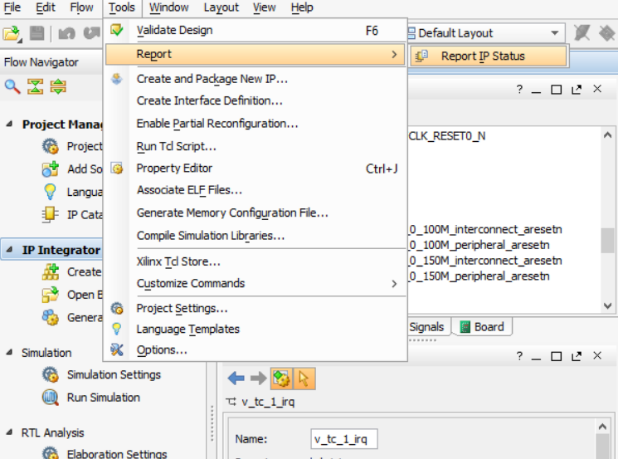 File Edit Flow Tools Window Layout View Help
Validate Design F6
Default Layout
Report
Report IP Status
Flow Navigator
Create and Package New IP...
Create Interface Definition...
Enable Partial Reconfiguration...
Run Tcl Script...
Property Editor Ctrl+J
Associate ELF Files...
Generate Memory Configuration File...
Compile Simulation Libraries...
Xilinx Tcl Store...
Customize Commands
Project Settings...
Language Templates
Options...
Project Manag
Project
Add So
Langua
IP Cata
IP Integrator
Create
Open B
Genera
Simulation
Simulation Settings
Run Simulation
RTL Analysis
Elaboration Settings
CLK_RESET0_N
_0_100M_interconnect_aresetn
_0_100M_peripheral_aresetn
_0_150M_interconnect_aresetn
_0_150M_peripheral_aresetn
Signals Board
v_tc_1_irq
Name: v_tc_1_irq